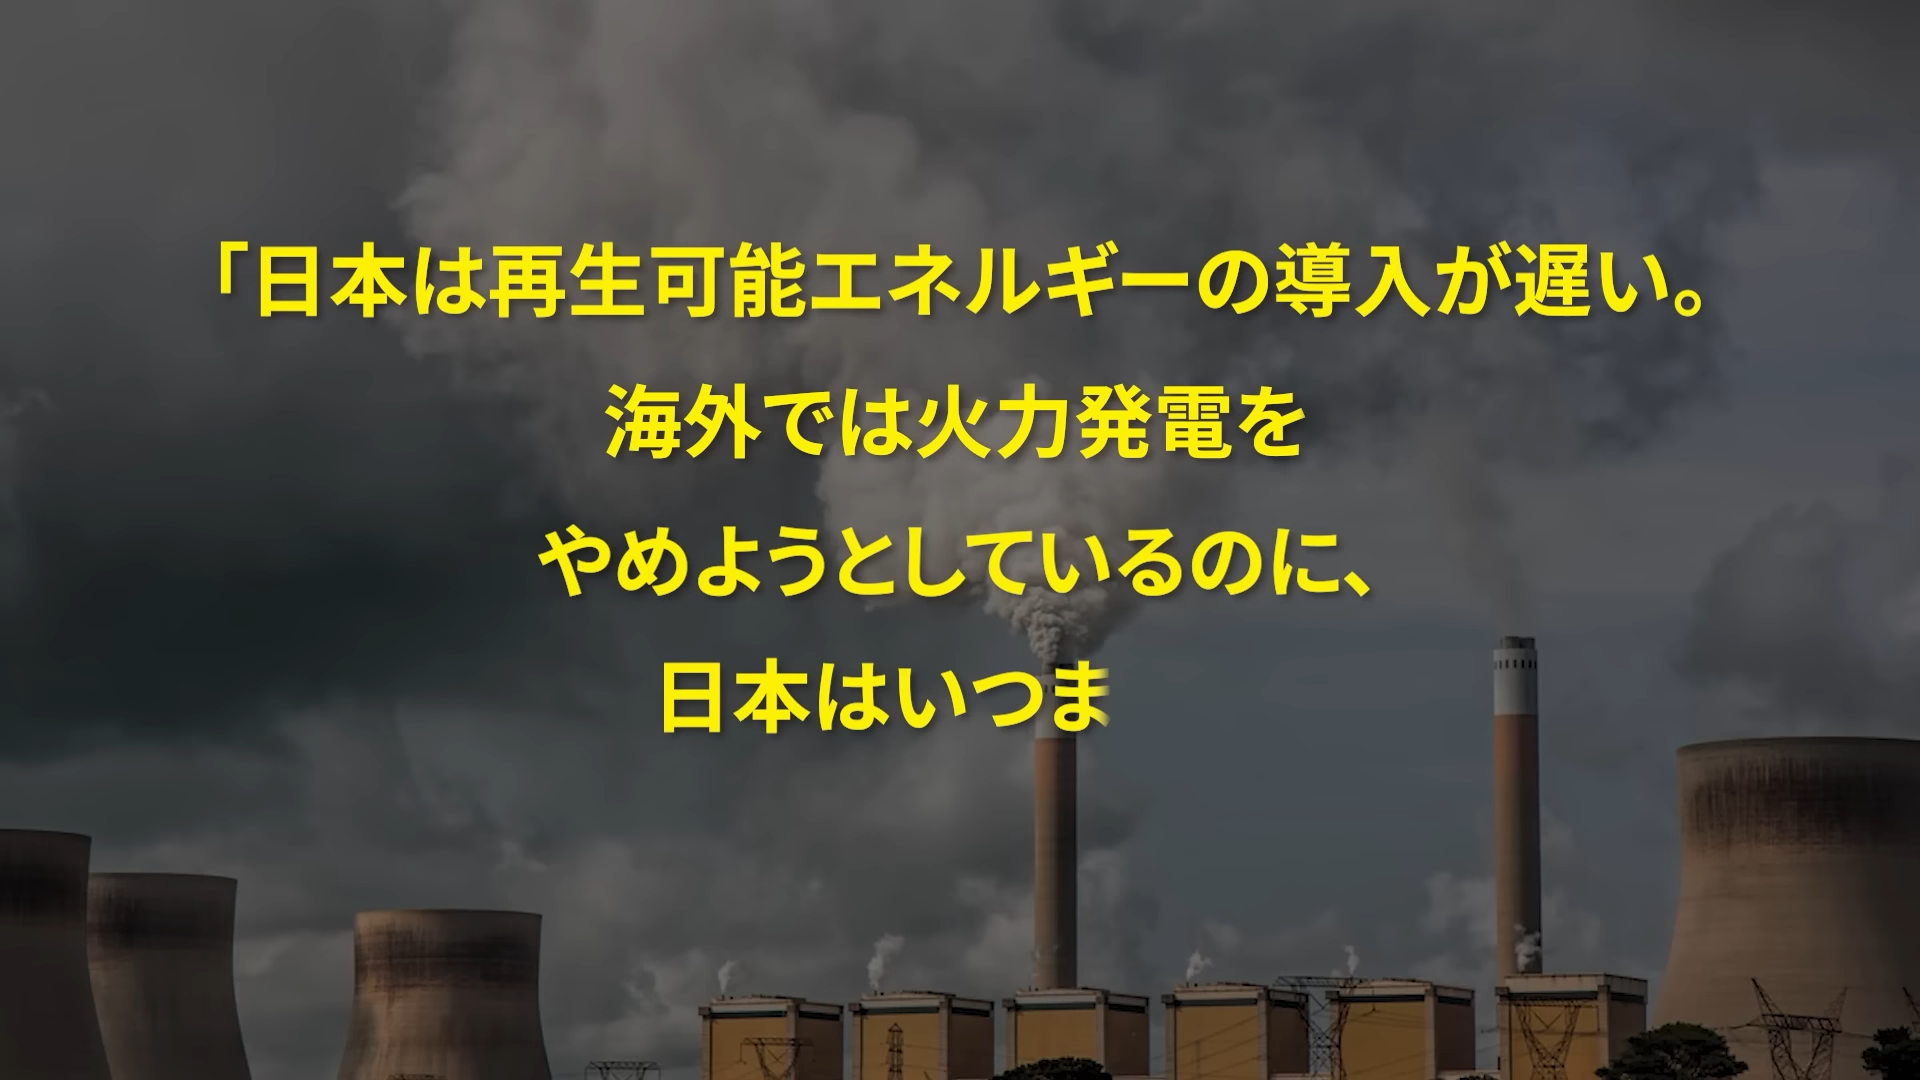 「日本は再生可能エネルギーの導入が遅い。
海外では火力発電を
やめようとしているのに、
日本はいつま